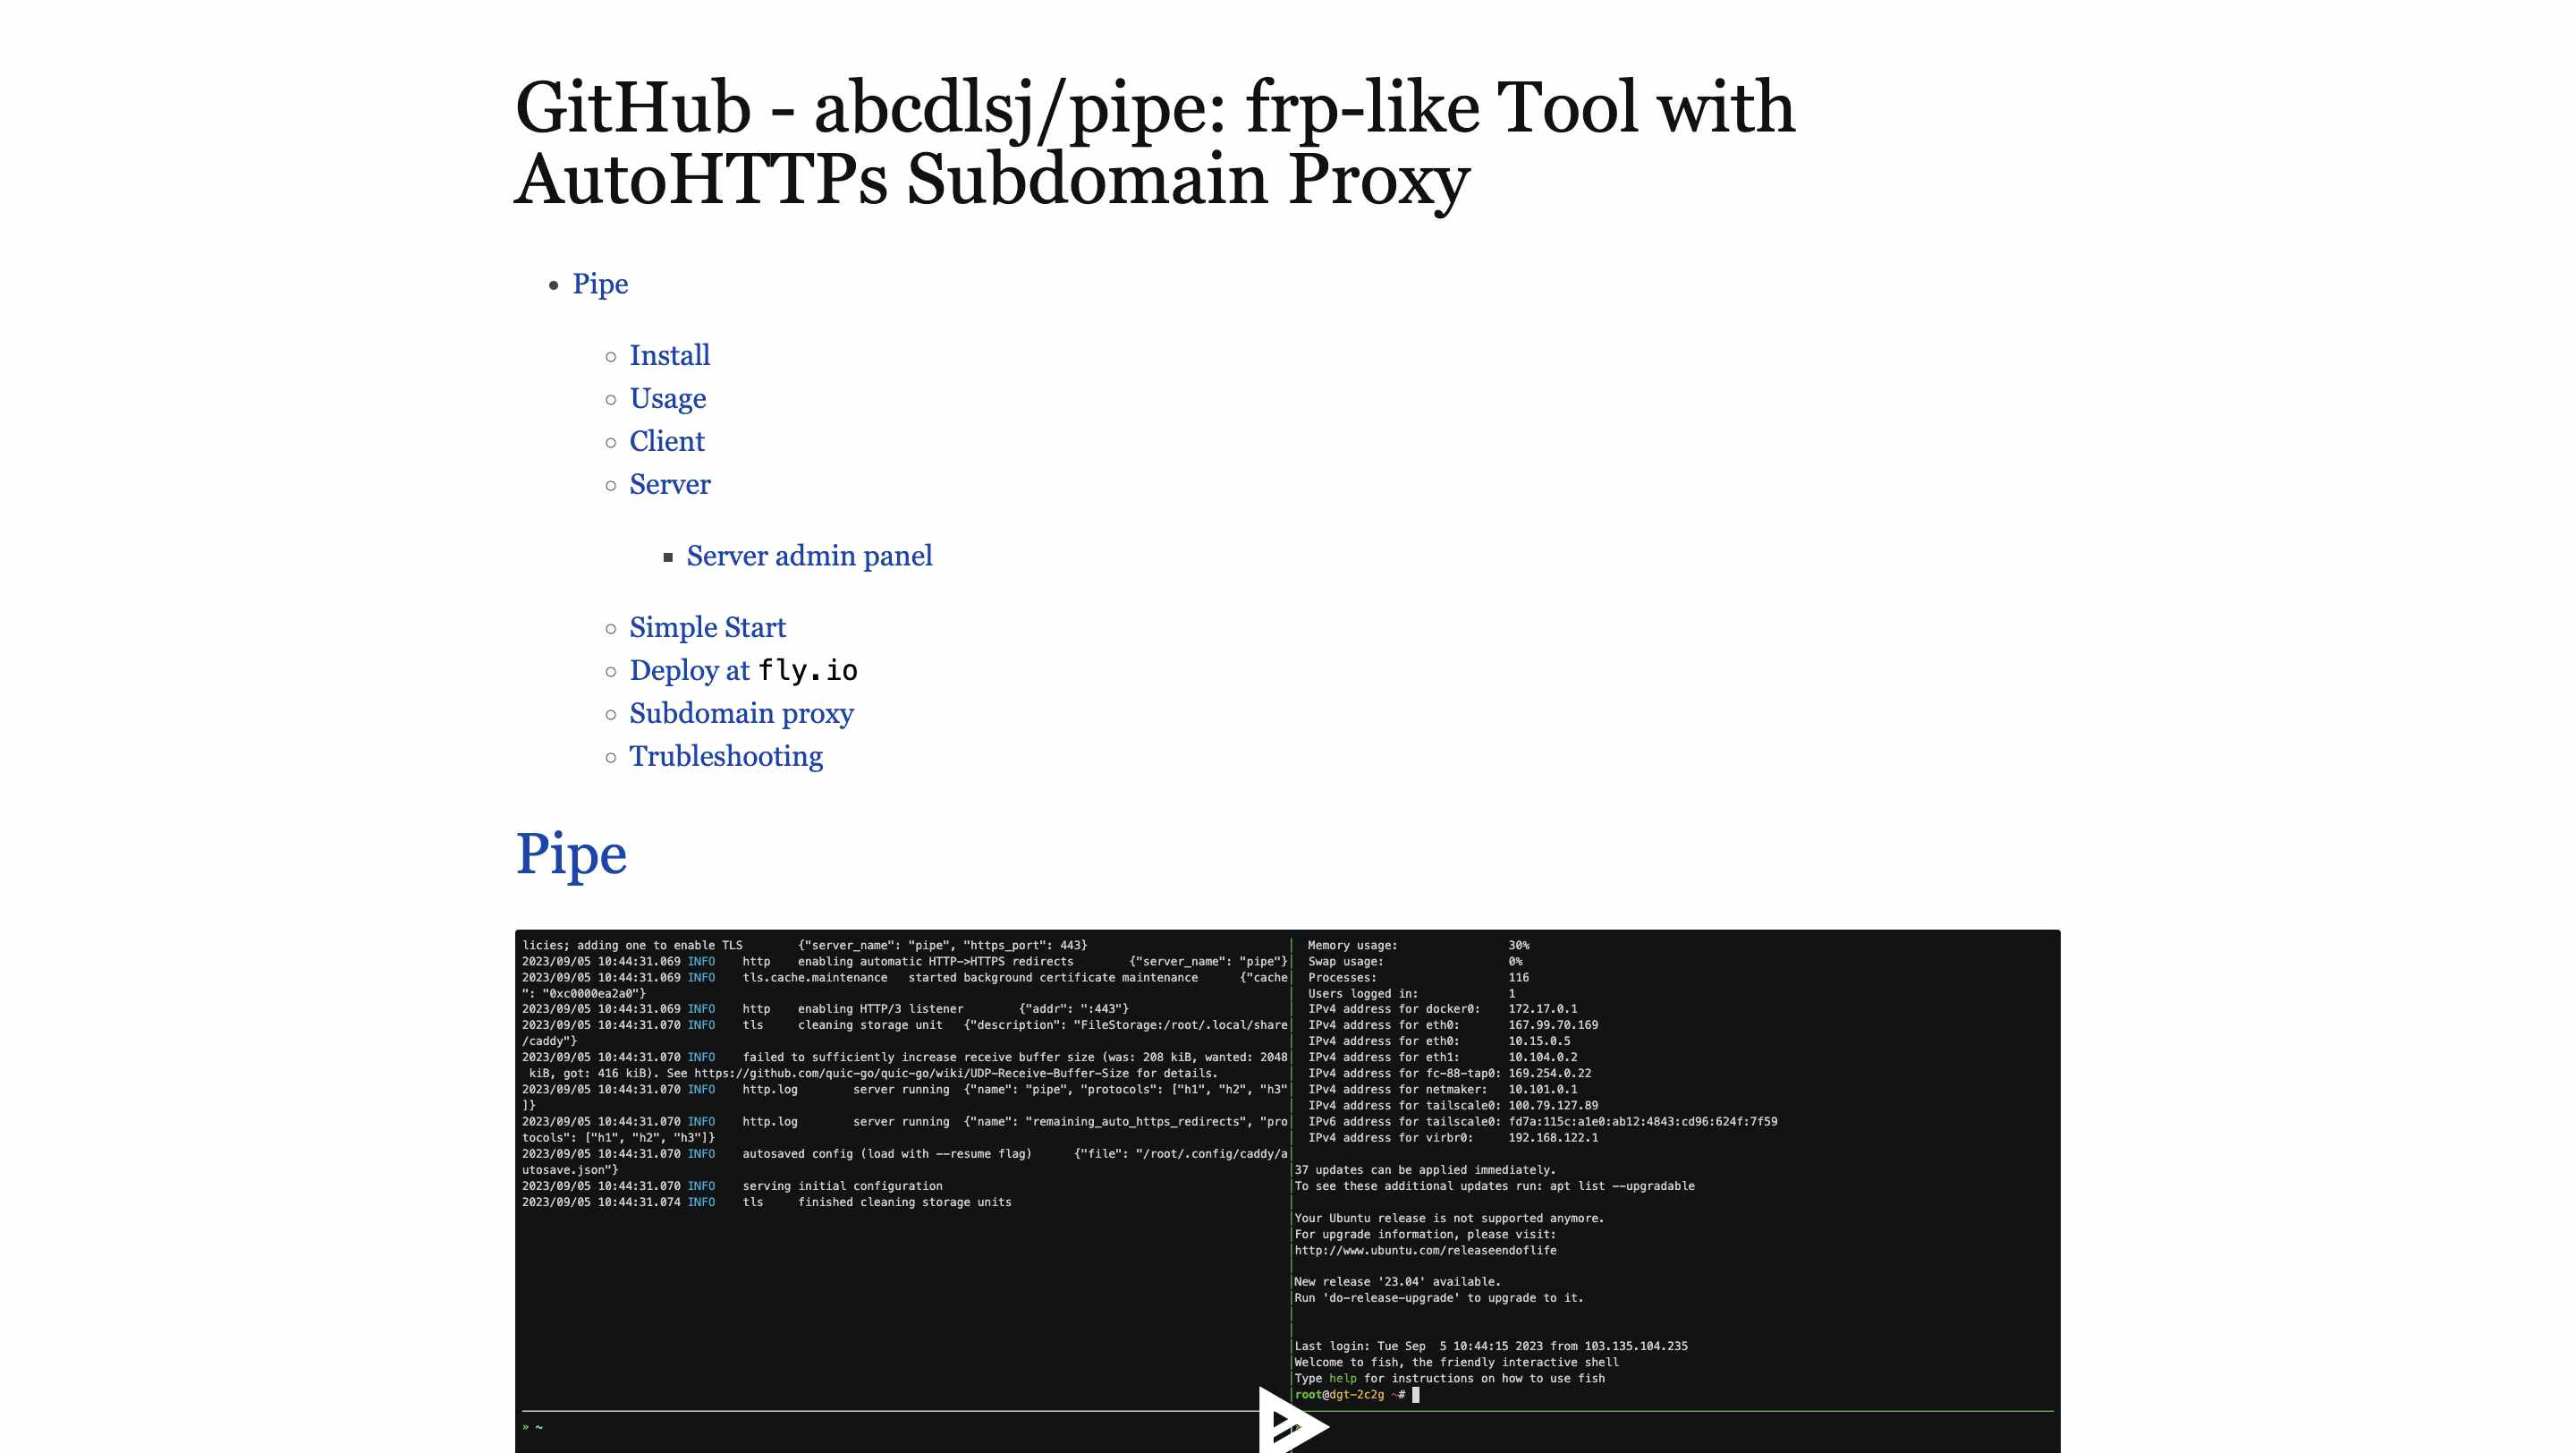 GitHub - abcdlsj/pipe: frp-like Tool with
AutoHTTPs Subdomain Proxy
Pipe
Install
Usage
Client
Server
Server admin panel
Simple Start
Deploy at fly.io
Subdomain proxy
Trubleshooting
Pipe
licies; adding one to enable TLS {"server_name": "pipe", "https_port": 443}
2023/09/05 10:44:31.069 INFO http enabling automatic HTTP->HTTPS redirects {"server_name": "pipe"}
2023/09/05 10:44:31.069 INFO tls.cache.maintenance started background certificate maintenance {"cache
": "0xc0000ea2a0"}
2023/09/05 10:44:31.069 INFO http enabling HTTP/3 listener {"addr": ":443"}
2023/09/05 10:44:31.070 INFO tls cleaning storage unit {"description": "FileStorage:/root/.local/share
/caddy"}
2023/09/05 10:44:31.070 INFO failed to sufficiently increase receive buffer size (was: 208 kiB, wanted: 2048
kiB, got: 416 kiB). See https://github.com/quic-go/quic-go/wiki/UDP-Receive-Buffer-Size for details.
2023/09/05 10:44:31.070 INFO http.log server running {"name": "pipe", "protocols": ["h1", "h2", "h3"
]}
2023/09/05 10:44:31.070 INFO http.log server running {"name": "remaining_auto_https_redirects", "pro
tocols": ["h1", "h2", "h3"]}
2023/09/05 10:44:31.070 INFO autosaved config (load with --resume flag) {"file": "/root/.config/caddy/a
utosave.json"}
2023/09/05 10:44:31.070 INFO serving initial configuration
2023/09/05 10:44:31.074 INFO tls finished cleaning storage units
» ~
Memory usage: 30%
Swap usage: 0%
Processes: 116
Users logged in: 1
IPv4 address for docker0: 172.17.0.1
IPv4 address for eth0: 167.99.70.169
IPv4 address for eth0: 10.15.0.5
IPv4 address for eth1: 10.104.0.2
IPv4 address for fc-88-tap0: 169.254.0.22
IPv4 address for netmaker: 10.101.0.1
IPv4 address for tailscale0: 100.79.127.89
IPv6 address for tailscale0: fd7a:115c:a1e0:ab12:4843:cd96:624f:7f59
IPv4 address for virbr0: 192.168.122.1
37 updates can be applied immediately.
To see these additional updates run: apt list --upgradable
Your Ubuntu release is not supported anymore.
For upgrade information, please visit:
http://www.ubuntu.com/releaseendoflife
New release '23.04' available.
Run 'do-release-upgrade' to upgrade to it.
Last login: Tue Sep 5 10:44:15 2023 from 103.135.104.235
Welcome to fish, the friendly interactive shell
Type help for instructions on how to use fish
root@dgt-2c2g ~#